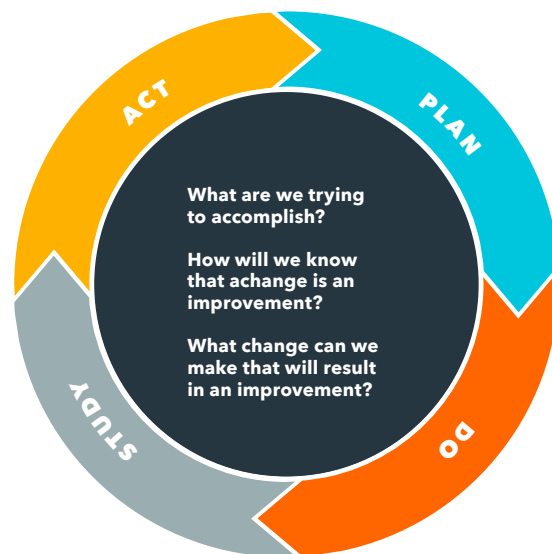 ACT
PLAN
What are we trying
to accomplish?
How will we know
that achange is an
improvement?
What change can we
make that will result
in an improvement?
STUDY
DO